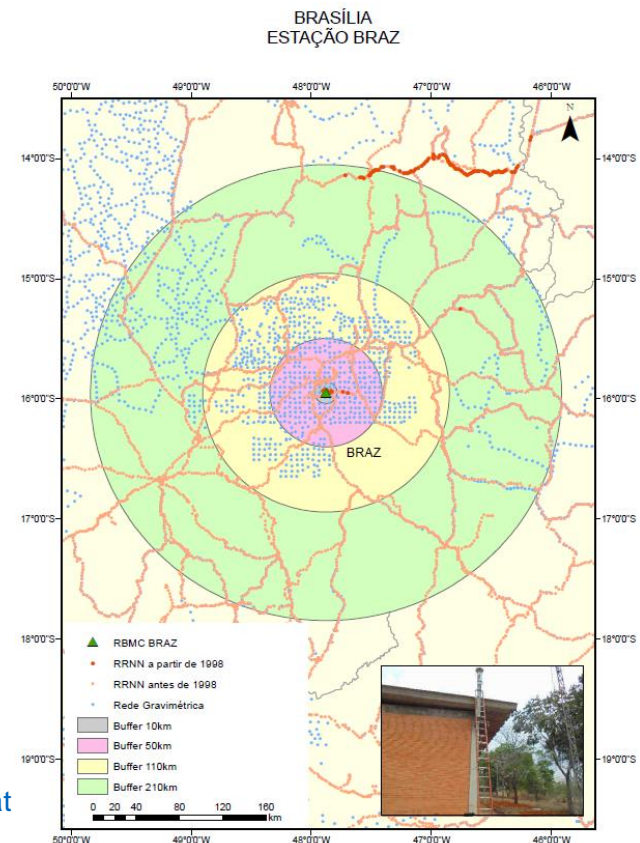 BRASÍLIA
ESTAÇÃO BRAZ
50°0'0"W 49°0'0"W 48°0'0"W 47°0'0"W 46°0'0"W
N
14°0'0"S 14°0'0"S
15°0'0"S 15°0'0"S
16°0'0"S 16°0'0"S
BRAZ
17°0'0"S 17°0'0"S
18°0'0"S 18°0'0"S
RBMC BRAZ
RRNN a partir de 1998
RRNN antes de 1998
Rede Gravimétrica
Buffer 10km
Buffer 50km
19°0'0"S 19°0'0"S
Buffer 110km
Buffer 210km
at
0 20 40 80 120 160
km
50°0'0"W 49°0'0"W 48°0'0"W 47°0'0"W 46°0'0"W